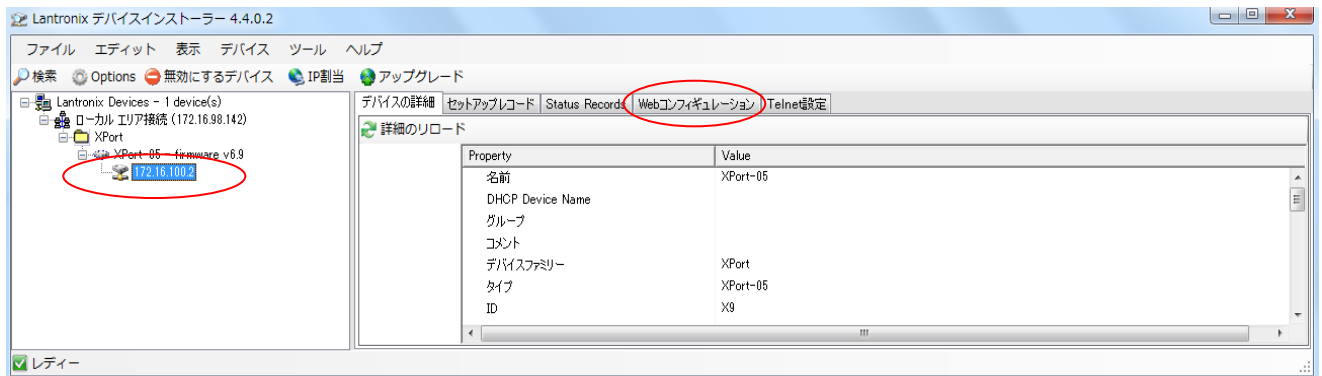 Lantronix デバイスインストーラー 4.4.0.2
ファイル エディット 表示 デバイス ツール ヘルプ
検索 Options 無効にするデバイス IP割当 アップグレード
Lantronix Devices - 1 device(s)
ローカル エリア接続 (172.16.98.142)
XPort
XPort-05 - firmware v6.9
172.16.100.2
デバイスの詳細 セットアップレコード Status Records Webコンフィギュレーション Telnet設定
詳細のリロード
Property Value
名前 XPort-05
DHCP Device Name
グループ
コメント
デバイスファミリー XPort
タイプ XPort-05
ID X9
レディー